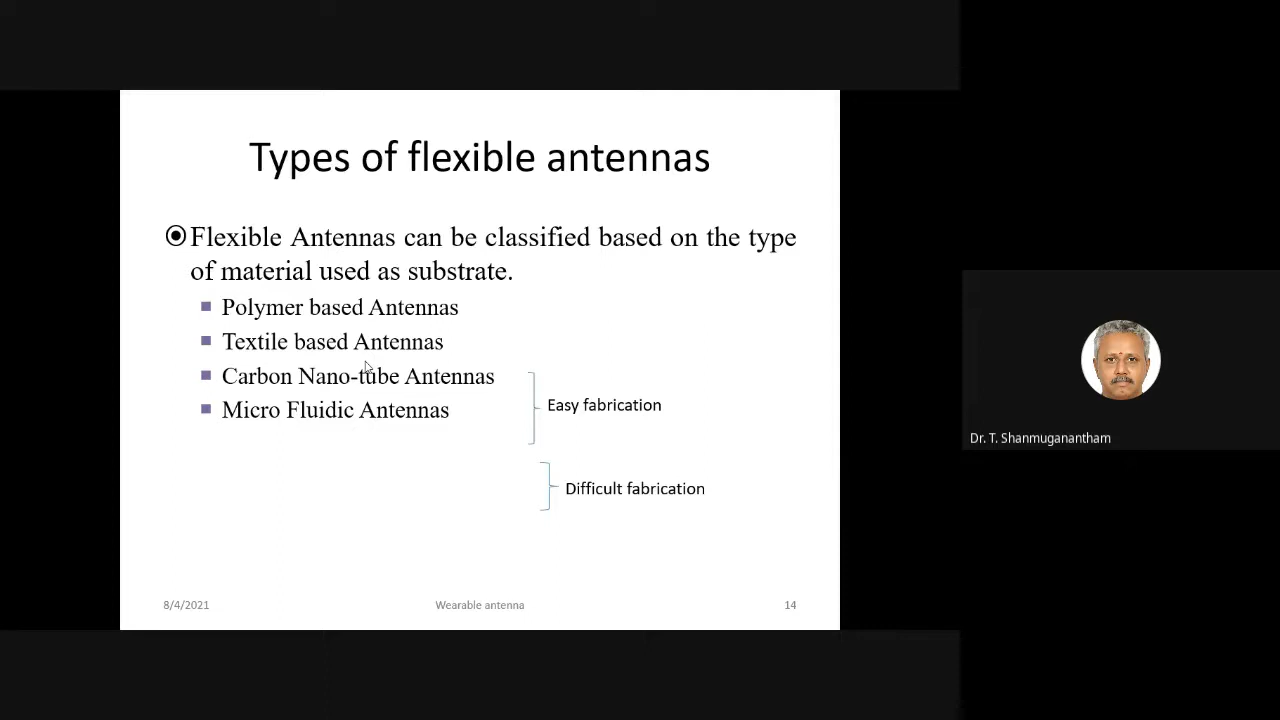 Types of flexible antennas
Flexible Antennas can be classified based on the type
of material used as substrate.
Polymer based Antennas
Textile based Antennas
Carbon Nano-tube Antennas
Micro Fluidic Antennas
Easy fabrication
Difficult fabrication
8/4/2021
Wearable antenna
14
Dr. T. Shanmuganantham